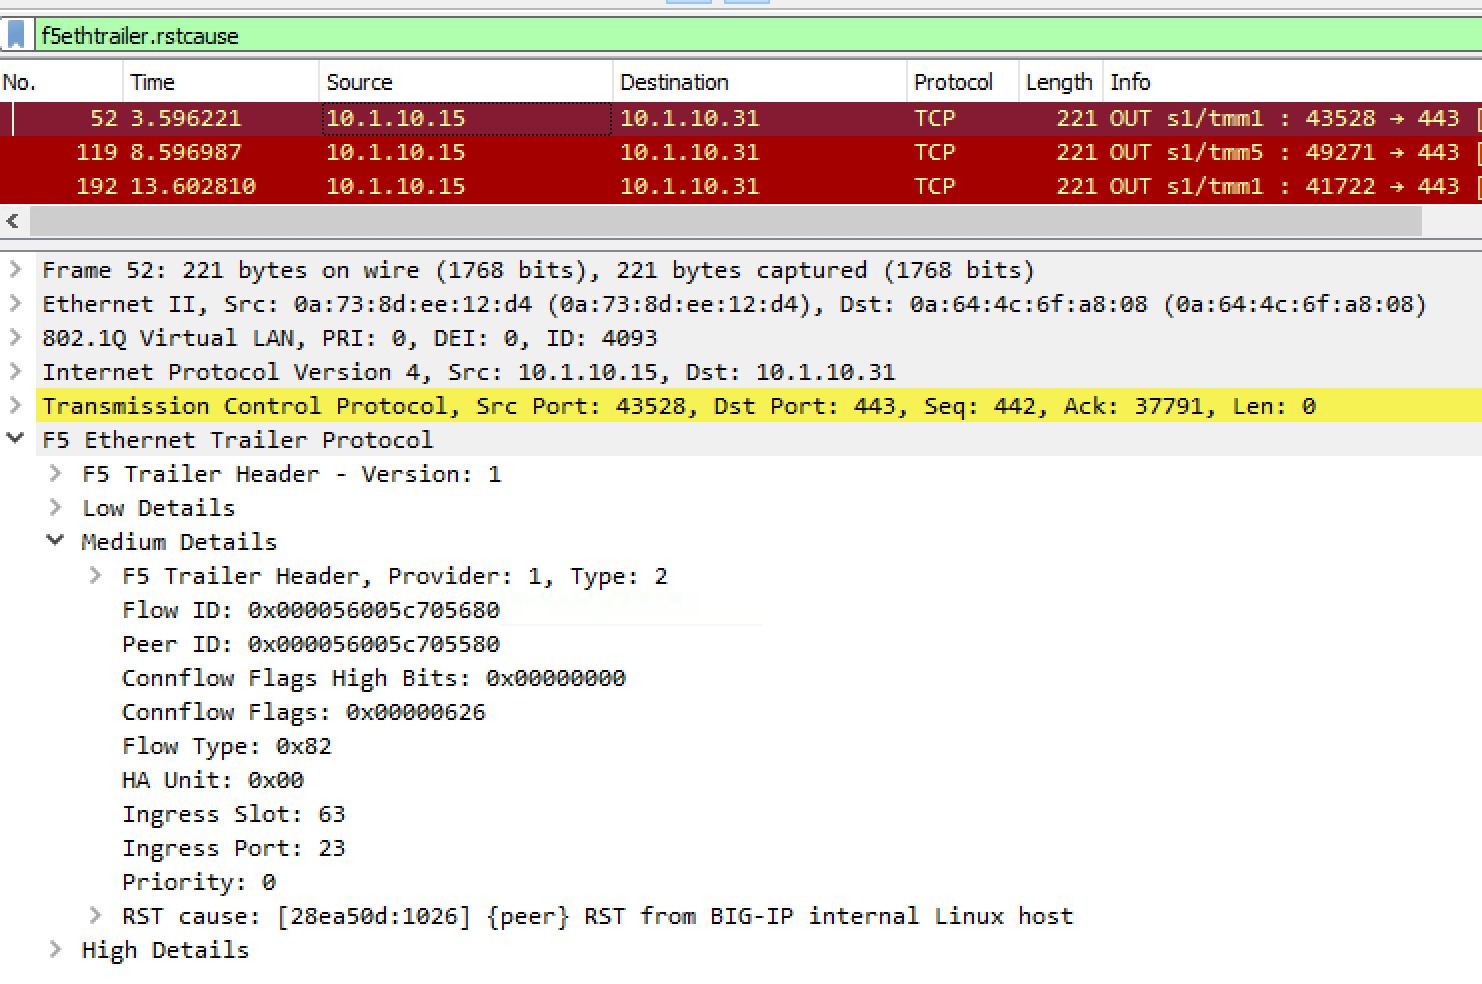 f5ethtrailer.rstcause
No. Time Source Destination Protocol Length Info
52 3.596221 10.1.10.15 10.1.10.31 TCP 221 OUT s1/tmm1 : 43528 → 443 [
119 8.596987 10.1.10.15 10.1.10.31 TCP 221 OUT s1/tmm5 : 49271 → 443 [
192 13.602810 10.1.10.15 10.1.10.31 TCP 221 OUT s1/tmm1 : 41722 → 443 [
Frame 52: 221 bytes on wire (1768 bits), 221 bytes captured (1768 bits)
Ethernet II, Src: 0a:73:8d:ee:12:d4 (0a:73:8d:ee:12:d4), Dst: 0a:64:4c:6f:a8:08 (0a:64:4c:6f:a8:08)
802.1Q Virtual LAN, PRI: 0, DEI: 0, ID: 4093
Internet Protocol Version 4, Src: 10.1.10.15, Dst: 10.1.10.31
Transmission Control Protocol, Src Port: 43528, Dst Port: 443, Seq: 442, Ack: 37791, Len: 0
F5 Ethernet Trailer Protocol
F5 Trailer Header - Version: 1
Low Details
Medium Details
F5 Trailer Header, Provider: 1, Type: 2
Flow ID: 0x000056005c705680
Peer ID: 0x000056005c705580
Connflow Flags High Bits: 0x00000000
Connflow Flags: 0x00000626
Flow Type: 0x82
HA Unit: 0x00
Ingress Slot: 63
Ingress Port: 23
Priority: 0
RST cause: [28ea50d:1026] {peer} RST from BIG-IP internal Linux host
High Details